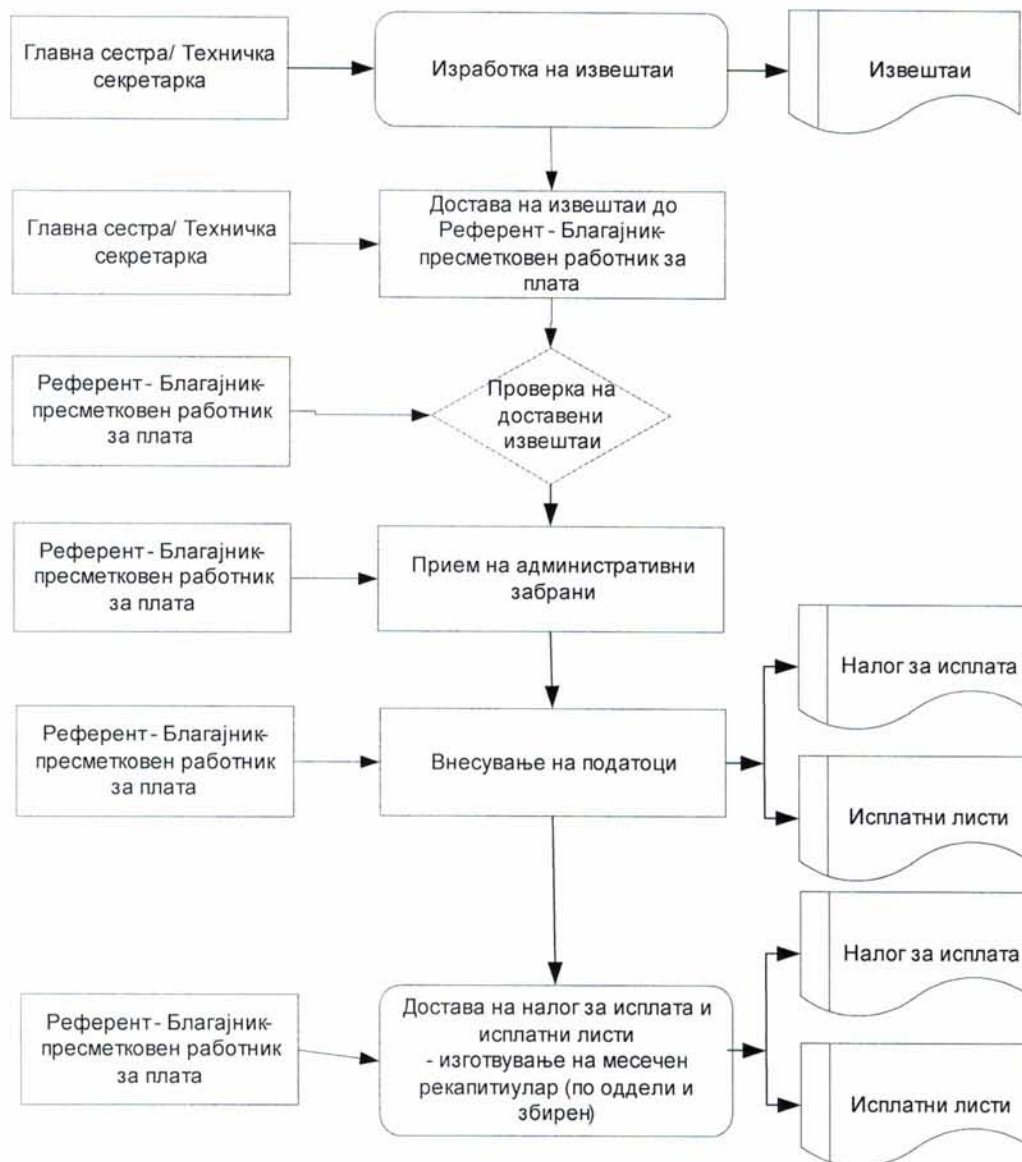 Главна сестра/ Техничка
секретарка
Изработка на извештаи
Извештаи
Главна сестра/ Техничка
секретарка
Достава на извештаи до
Референт - Благајник-
пресметковен работник за
плата
Референт - Благајник-
пресметковен работник
за плата
Проверка на
доставени
извештаи
Референт - Благајник-
пресметковен работник
за плата
Прием на административни
забрани
Референт - Благајник-
пресметковен работник
за плата
Внесување на податоци
Налог за исплата
Исплатни листи
Референт - Благајник-
пресметковен работник
за плата
Достава на налог за исплата и
исплатни листи
- изготвување на месечен
рекапитиулар (по оддели и
збирен)
Налог за исплата
Исплатни листи